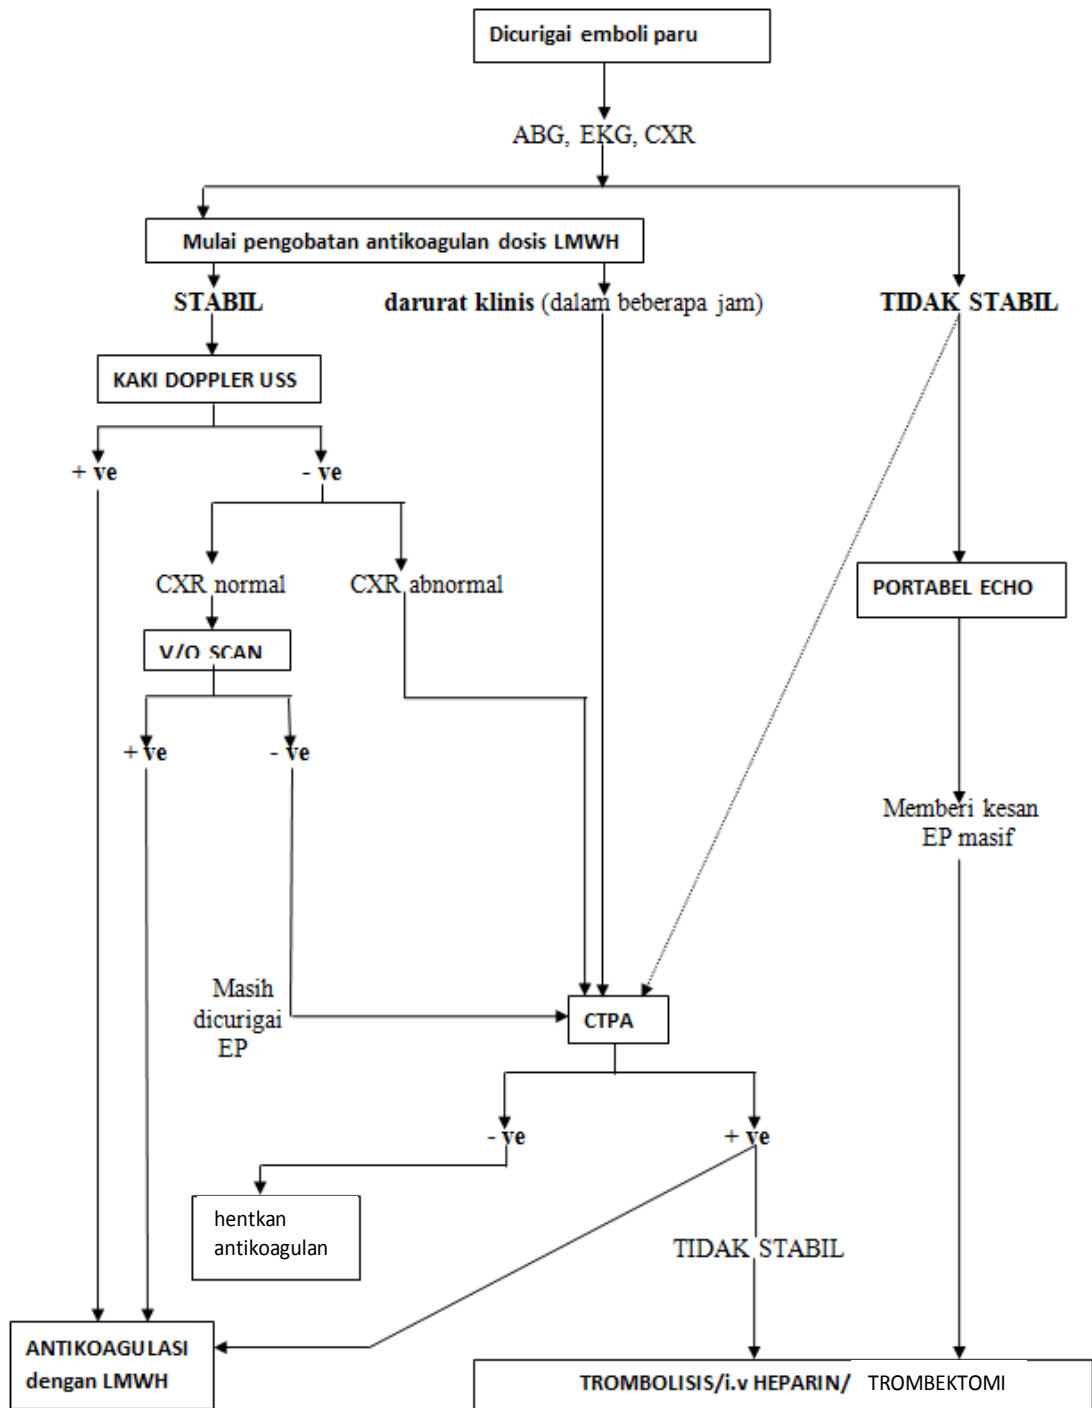 Dicurigai emboli paru
ABG, EKG, CXR
Mulai pengobatan antikoagulan dosis LMWH
STABIL
darurat klinis (dalam beberapa jam)
TIDAK STABIL
KAKI DOPPLER USS
+ ve
- ve
CXR normal
CXR abnormal
PORTABEL ECHO
V/Q SCAN
+ ve
- ve
Memberi kesan
EP masif
Masih
dicurigai
EP
CTPA
- ve
+ ve
hentkan
antikoagulan
TIDAK STABIL
ANTIKOAGULASI
dengan LMWH
TROMBOLISIS/i.v HEPARIN/ TROMBEKTOMI